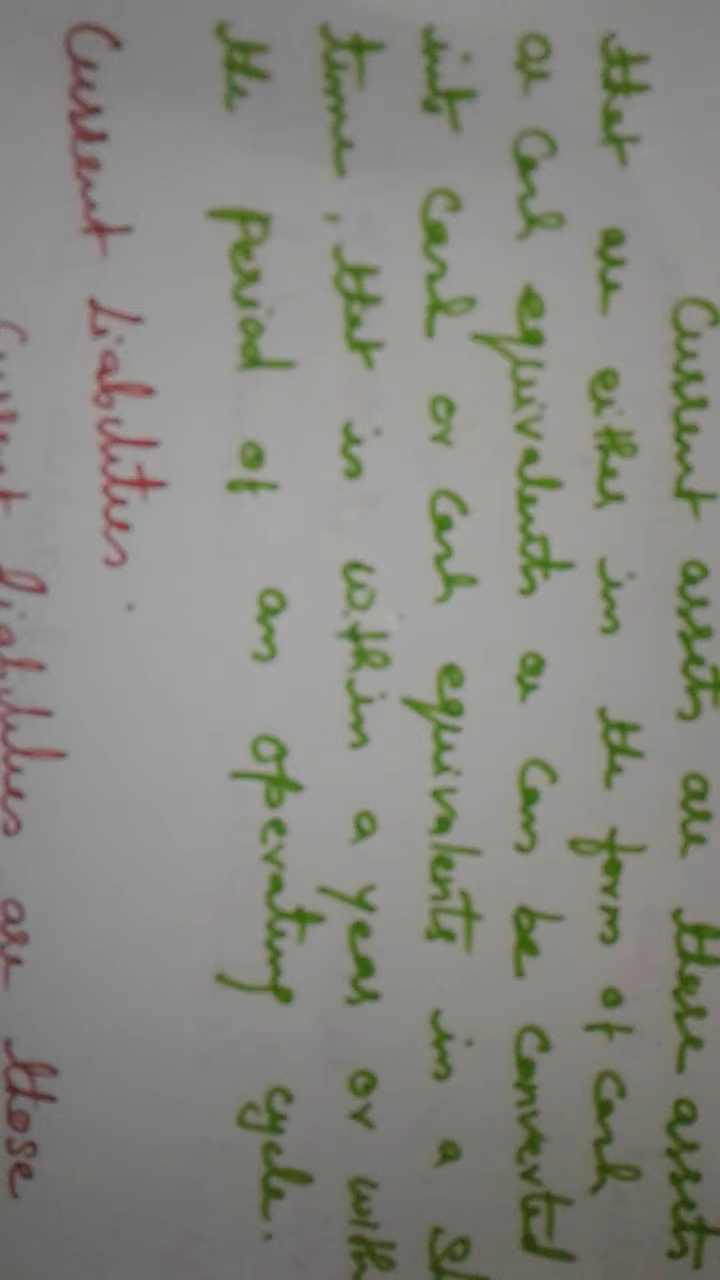 Current assets are those assets
that are either in the form of cash
or cash equivalents or can be converted
into cash or cash equivalents in a
time, that is within a year or with
the period of an operating cycle.
Current Liabilities.
Current liabilities are those